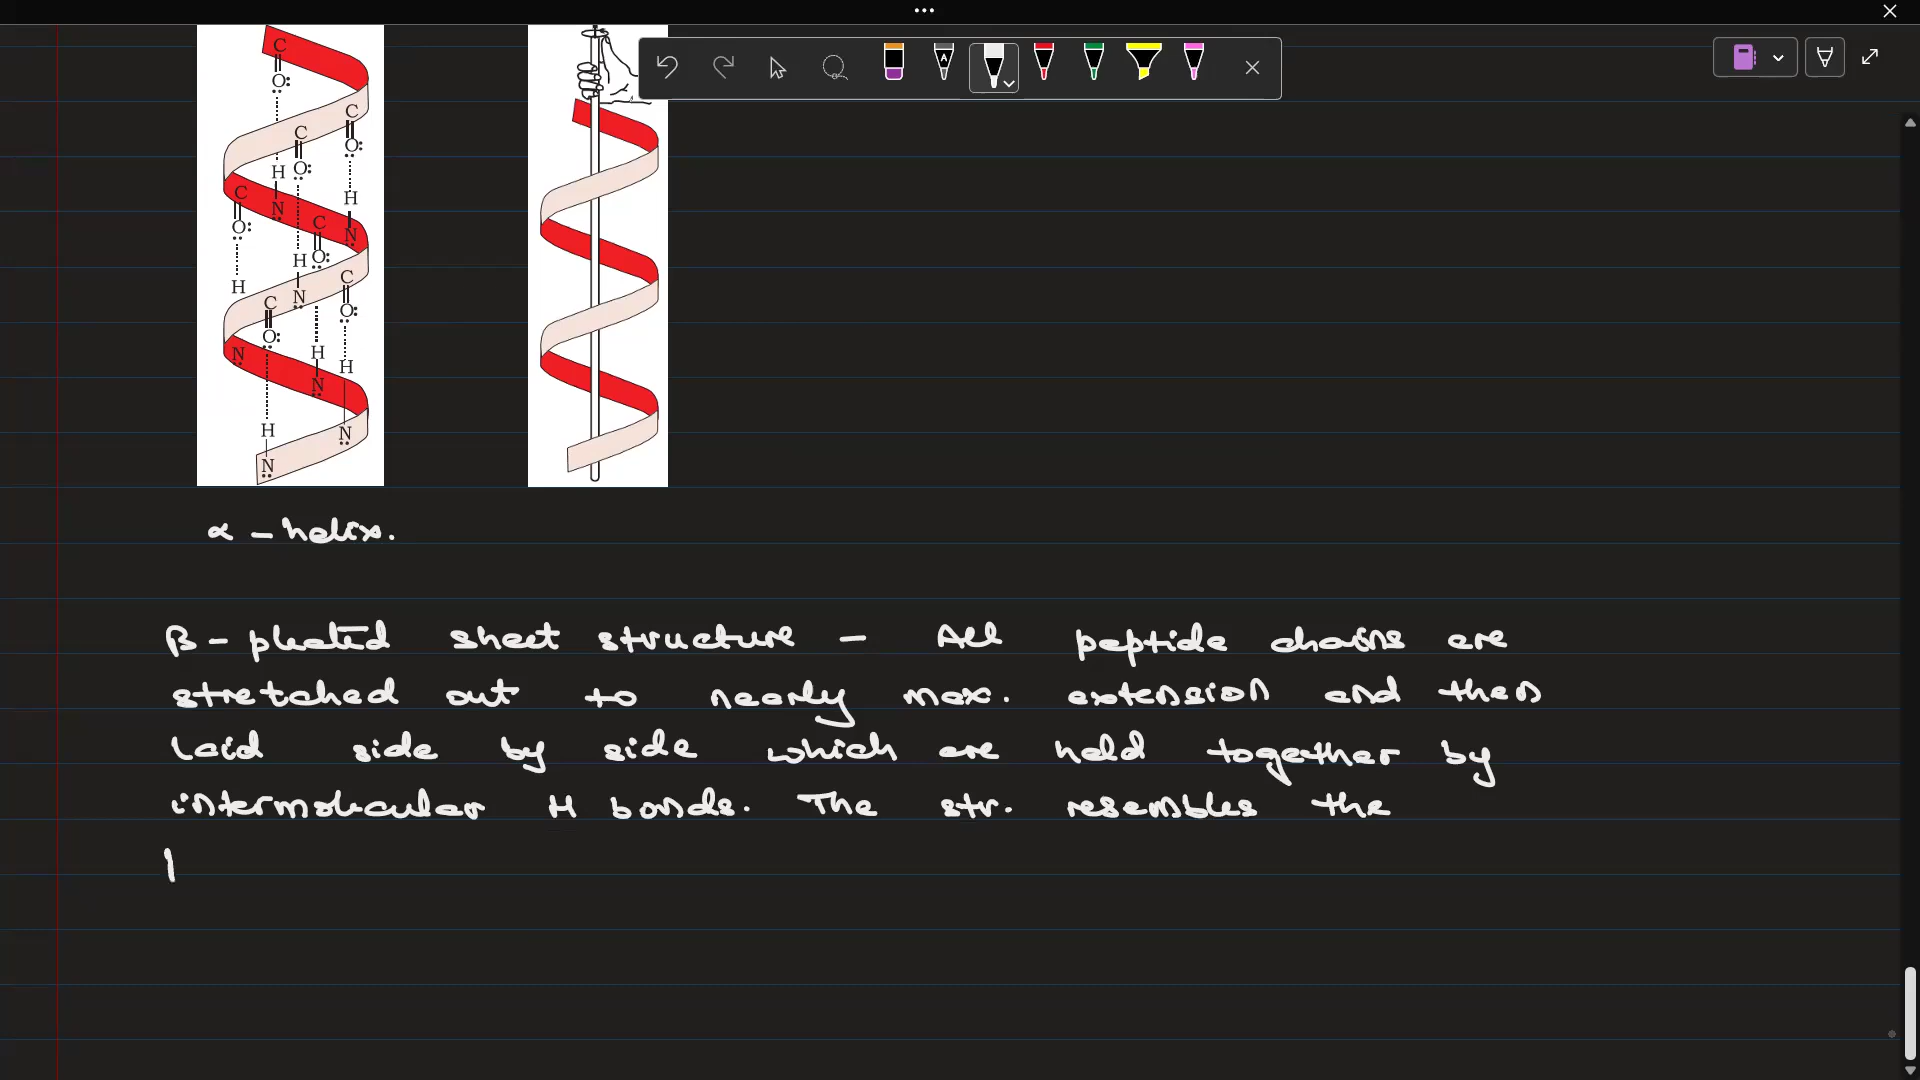 α - helix.
β - pleated sheet structure - All peptide chains are
stretched out to nearly max. extension and then
laid side by side which are held together by
intermolecular H bonds. The str. resembles the